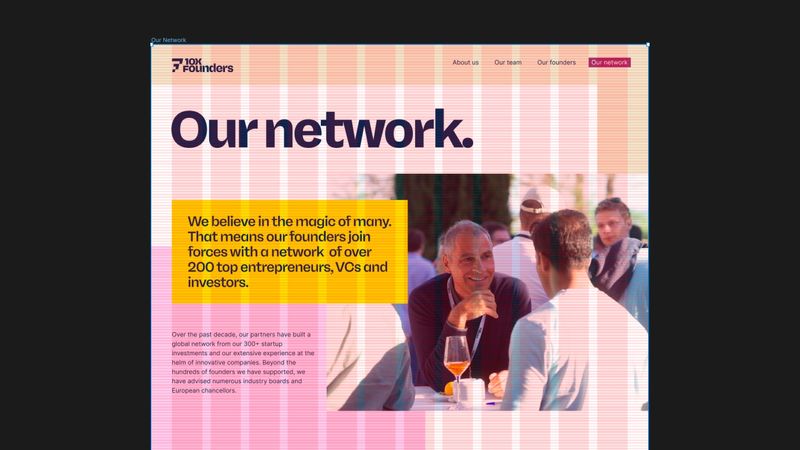 Our Network
10X
Founders
About us
Our team
Our founders
Our network
Our network.
We believe in the magic of many.
That means our founders join
forces with a network of over
200 top entrepreneurs, VCs and
investors.
Over the past decade, our partners have built a
global network from our 300+ startup
investments and our extensive experience at the
helm of innovative companies. Beyond the
hundreds of founders we have supported, we
have advised numerous industry boards and
European chancellors.